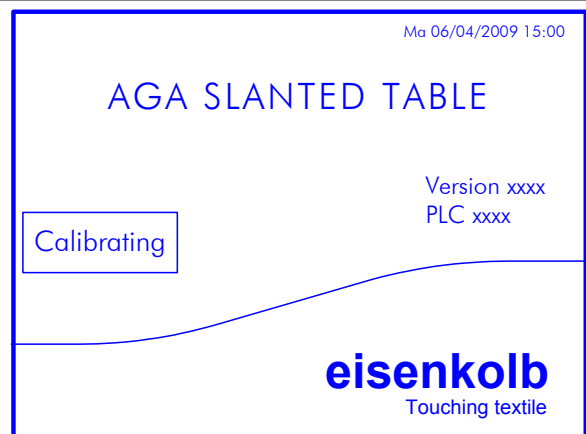 Ma 06/04/2009 15:00
AGA SLANTED TABLE
Version xxxx
PLC xxxx
Calibrating
eisenkolb
Touching textile